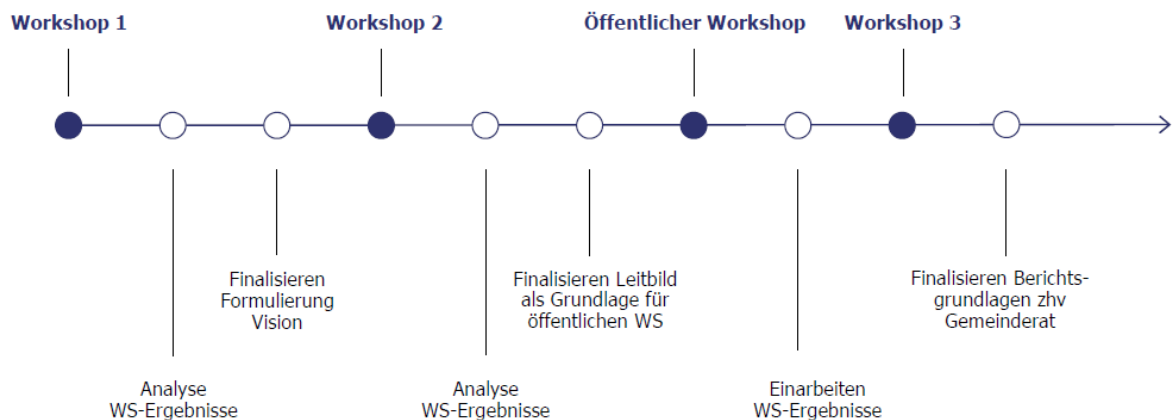 Workshop 1
Workshop 2
Öffentlicher Workshop
Workshop 3
Finalisieren
Formulierung
Vision
Finalisieren Leitbild
als Grundlage für
öffentlichen WS
Finalisieren Berichts-
grundlagen zhv
Gemeinderat
Analyse
WS-Ergebnisse
Analyse
WS-Ergebnisse
Einarbeiten
WS-Ergebnisse